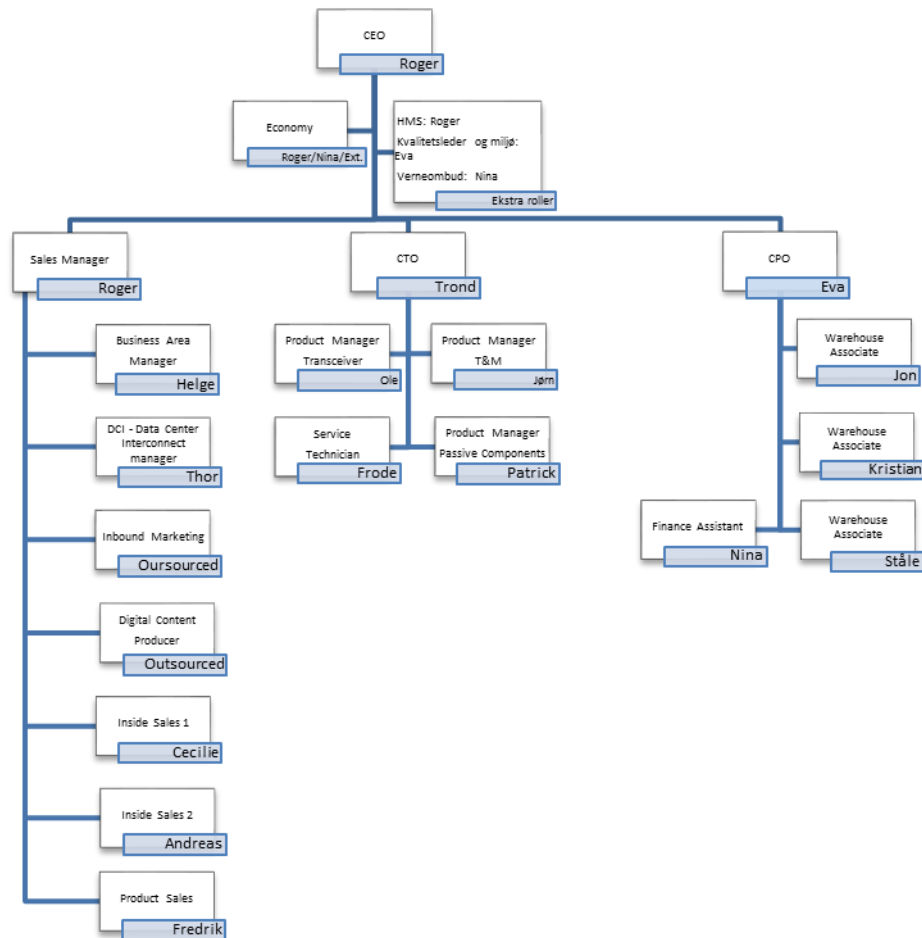 CEO
Roger
Economy
Roger/Nina/Ext.
HMS: Roger
Kvalitetsleder og miljø:
Eva
Verneombud: Nina
Ekstra roller
Sales Manager
Roger
CTO
Trond
CPO
Eva
Business Area
Manager
Helge
DCI - Data Center
Interconnect
manager
Thor
Inbound Marketing
Oursourced
Digital Content
Producer
Outsourced
Inside Sales 1
Cecilie
Inside Sales 2
Andreas
Product Sales
Fredrik
Product Manager
Transceiver
Ole
Product Manager
T&M
Jørn
Service
Technician
Frode
Product Manager
Passive Components
Patrick
Warehouse
Associate
Jon
Warehouse
Associate
Kristian
Finance Assistant
Nina
Warehouse
Associate
Ståle